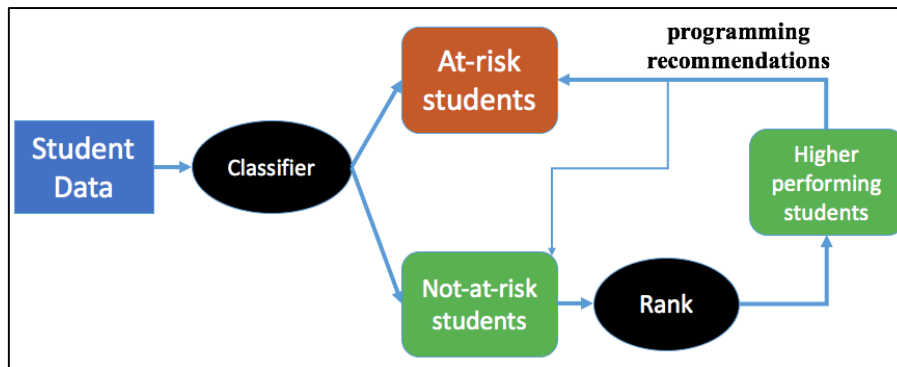 programming
recommendations
At-risk
students
Student
Data
Classifier
Higher
performing
students
Not-at-risk
students
Rank